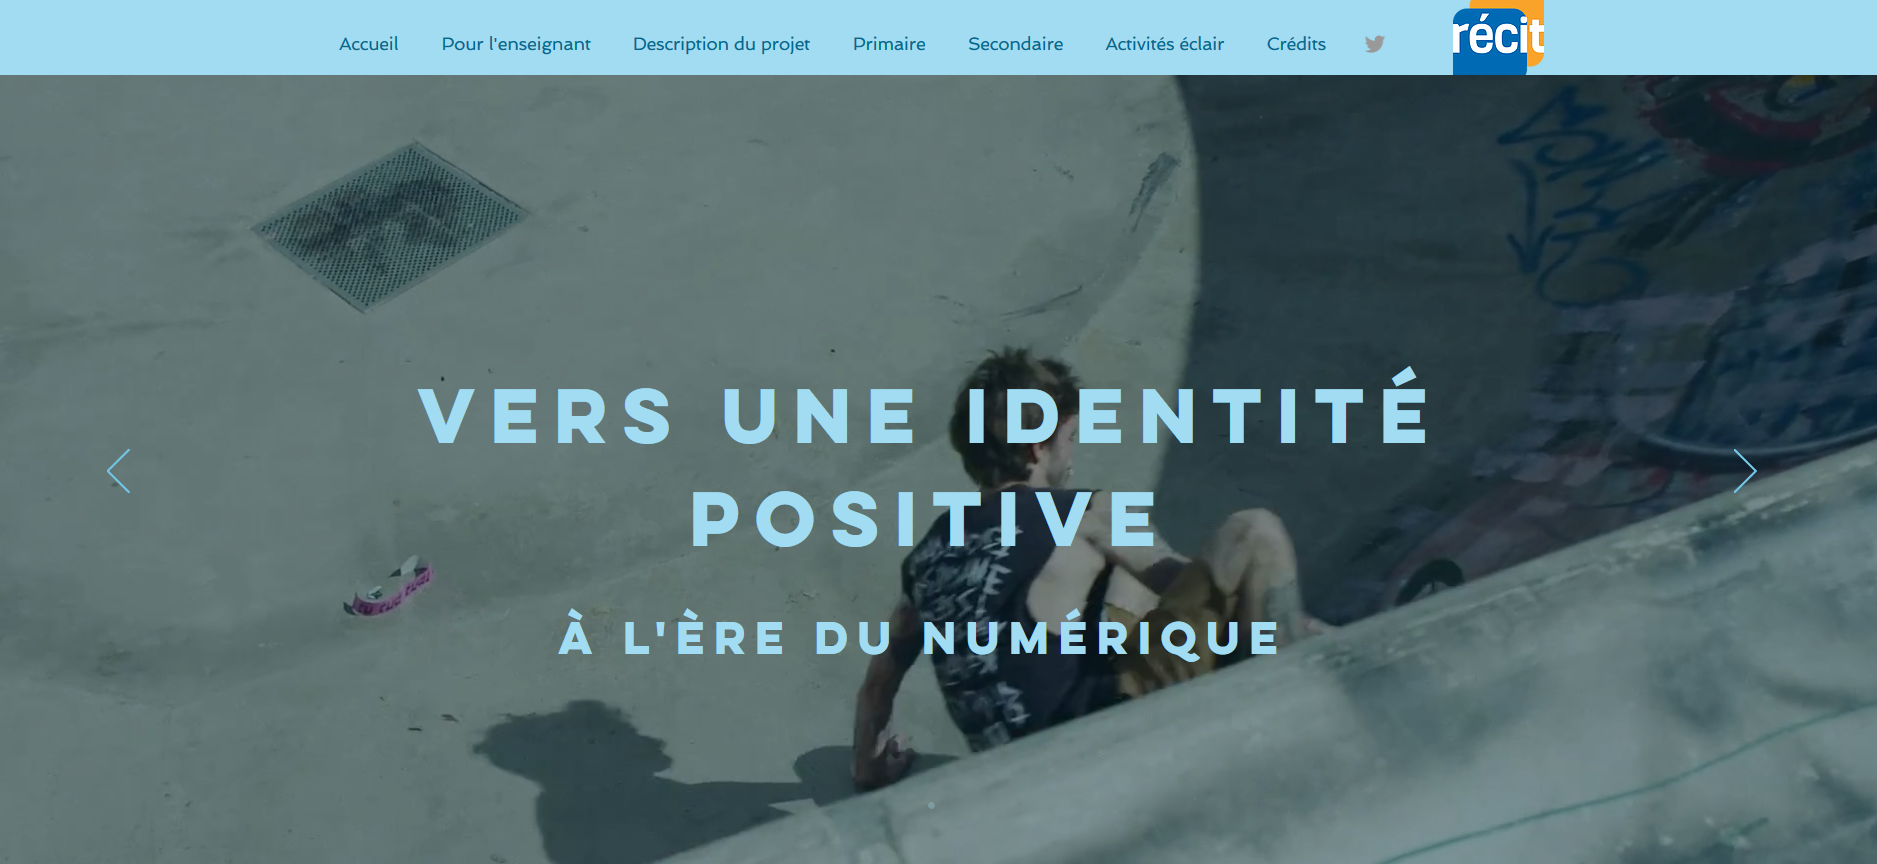 Accueil Pour l'enseignant Description du projet Primaire Secondaire Activités éclair Crédits récit
VERS UNE IDENTITÉ
POSITIVE
À L'ÈRE DU NUMÉRIQUE